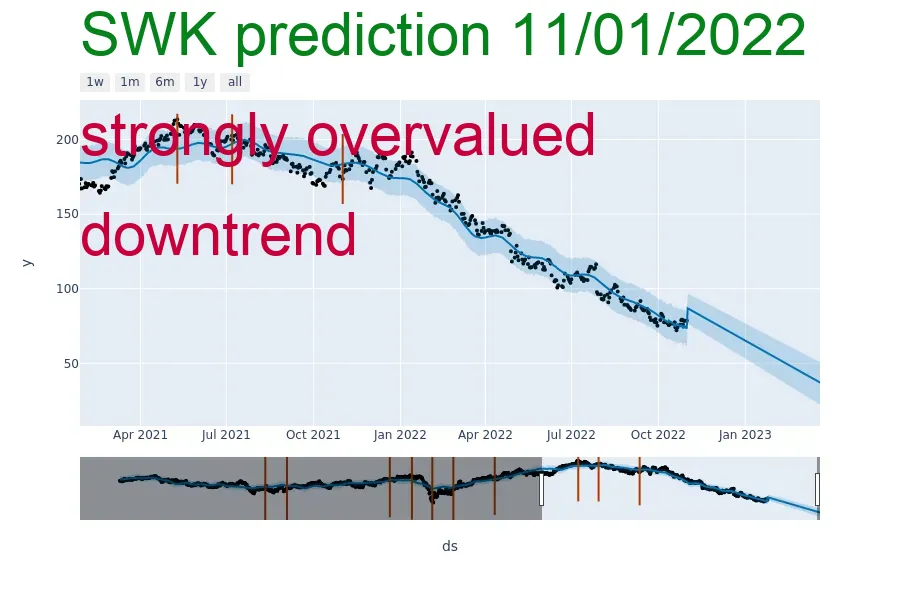 SWK prediction 11/01/2022
1w 1m 6m 1y all
strongly overvalued
downtrend
200
150
100
50
y
Apr 2021 Jul 2021 Oct 2021 Jan 2022 Apr 2022 Jul 2022 Oct 2022 Jan 2023
ds